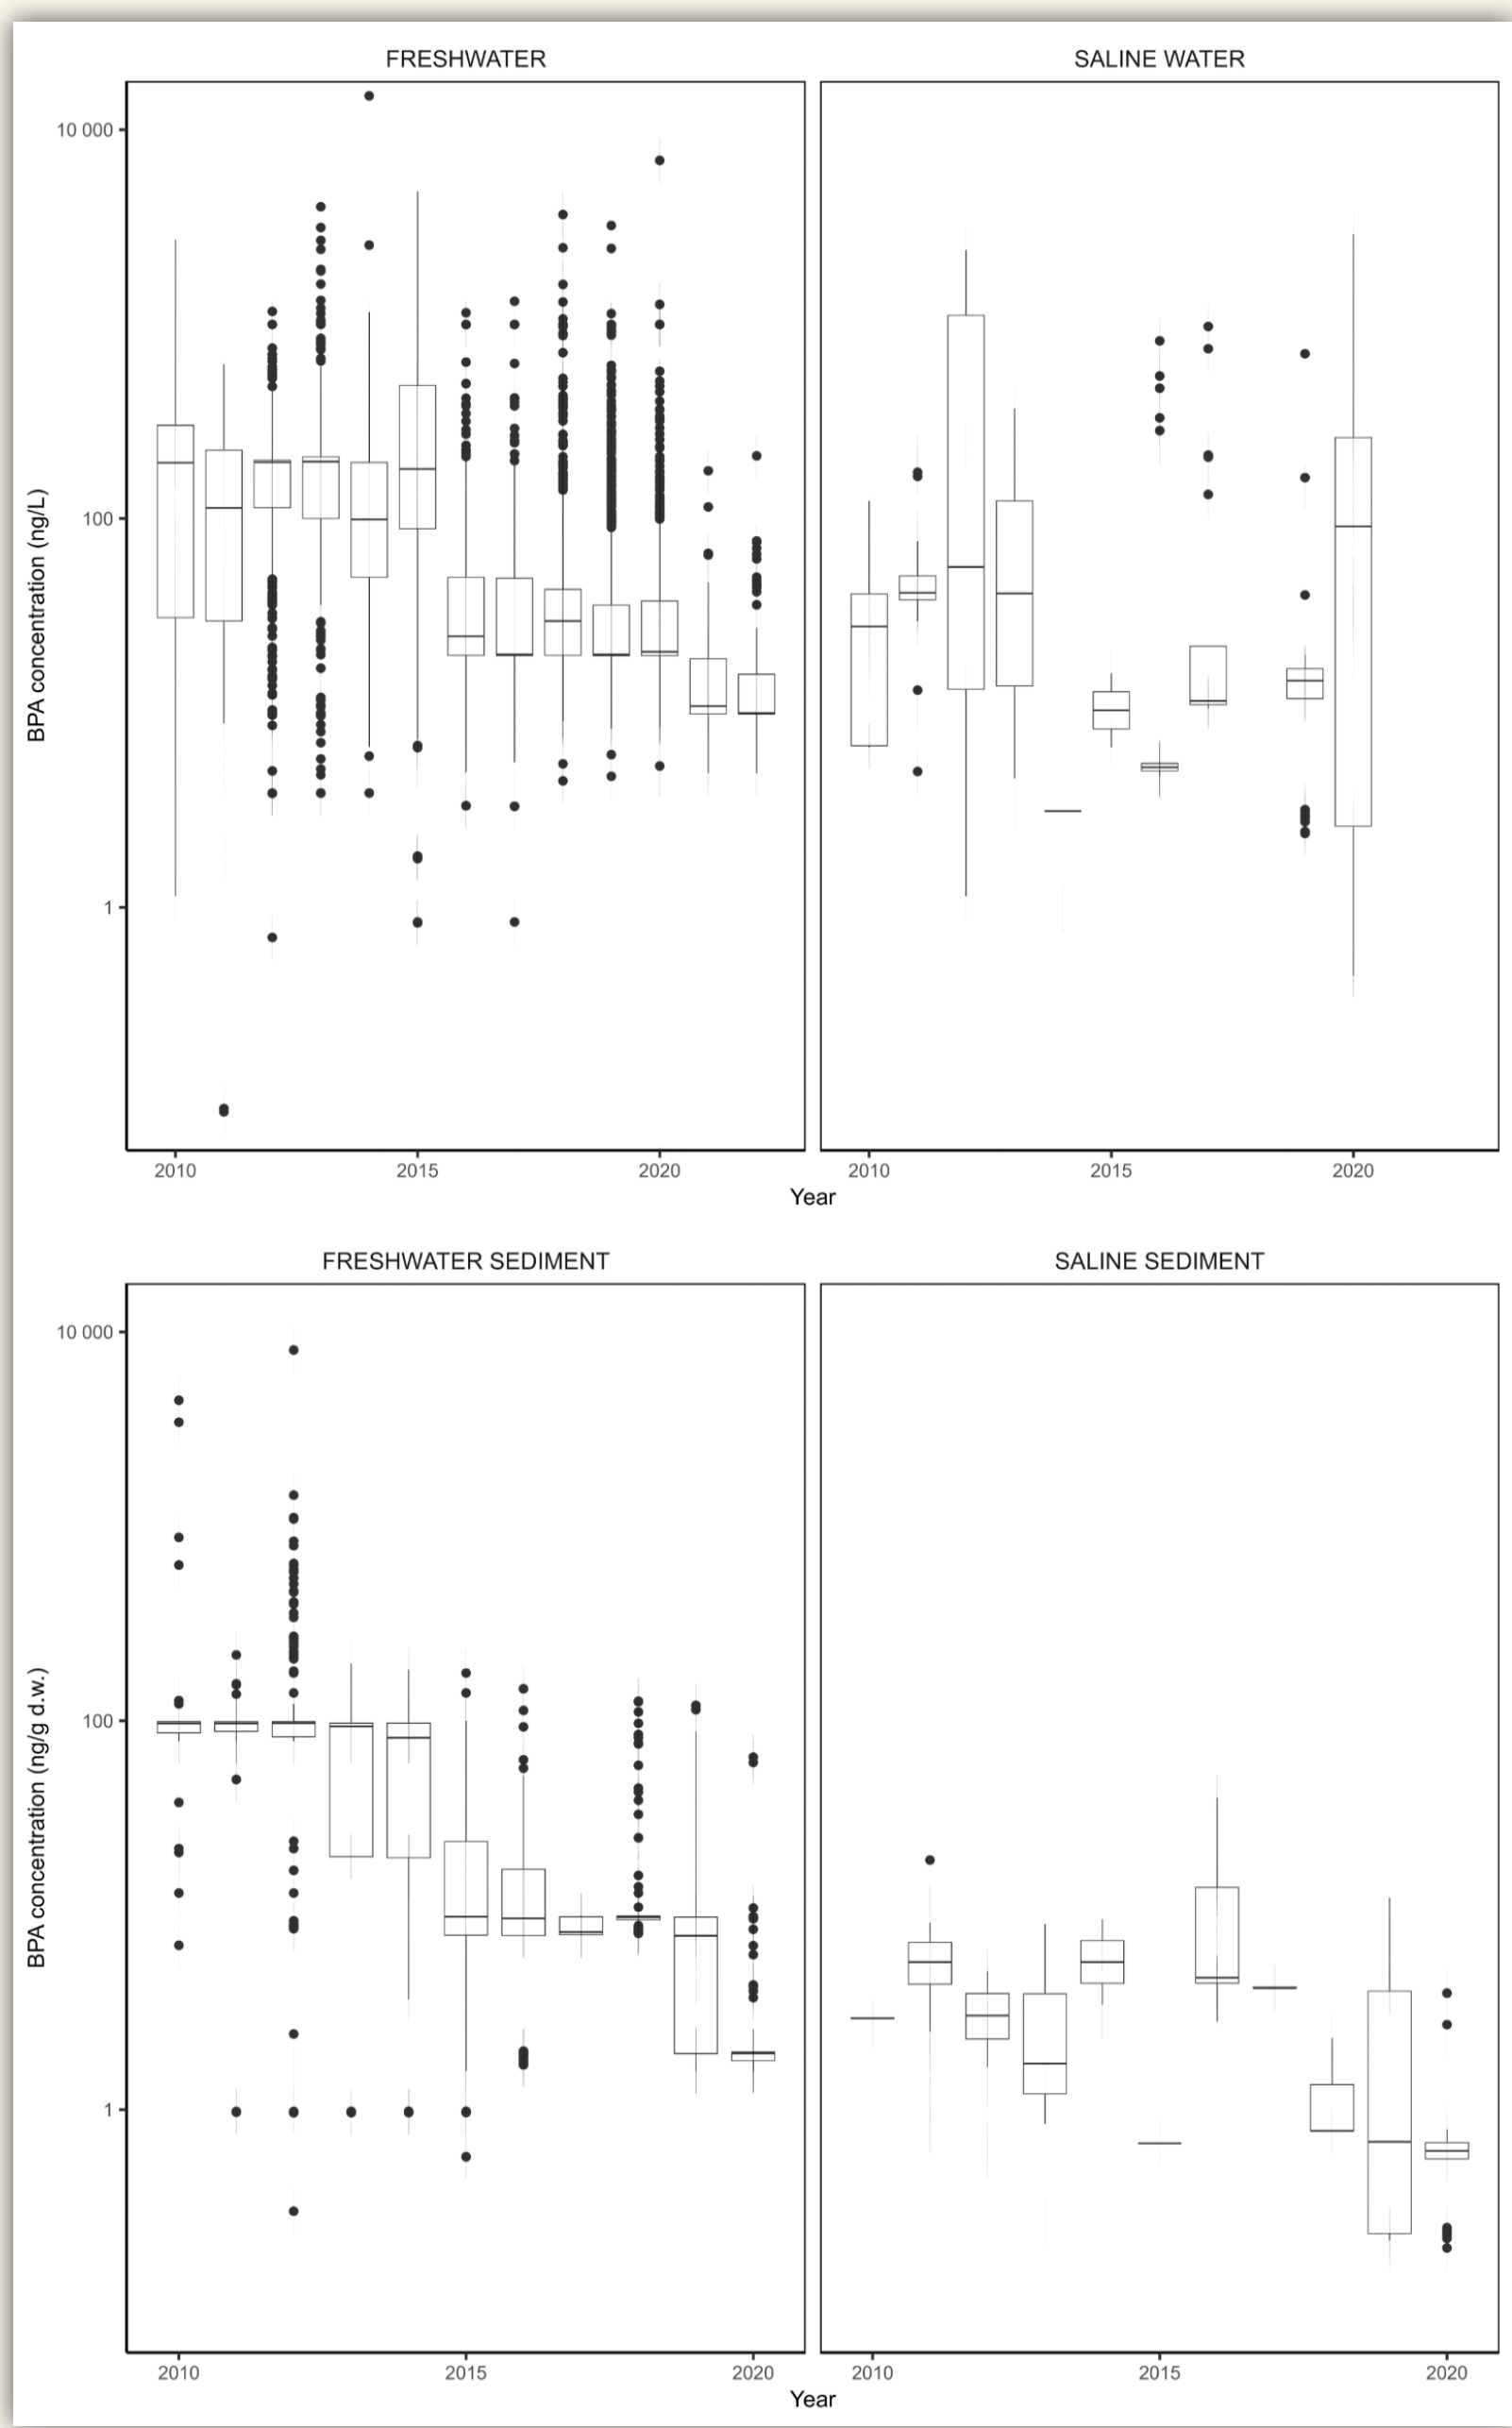 FRESHWATER
SALINE WATER
BPA concentration (ng/L)
10 000
100
1
2010
2015
2020
2010
2015
2020
Year
FRESHWATER SEDIMENT
SALINE SEDIMENT
BPA concentration (ng/g d.w.)
10 000
100
1
2010
2015
2020
2010
2015
2020
Year